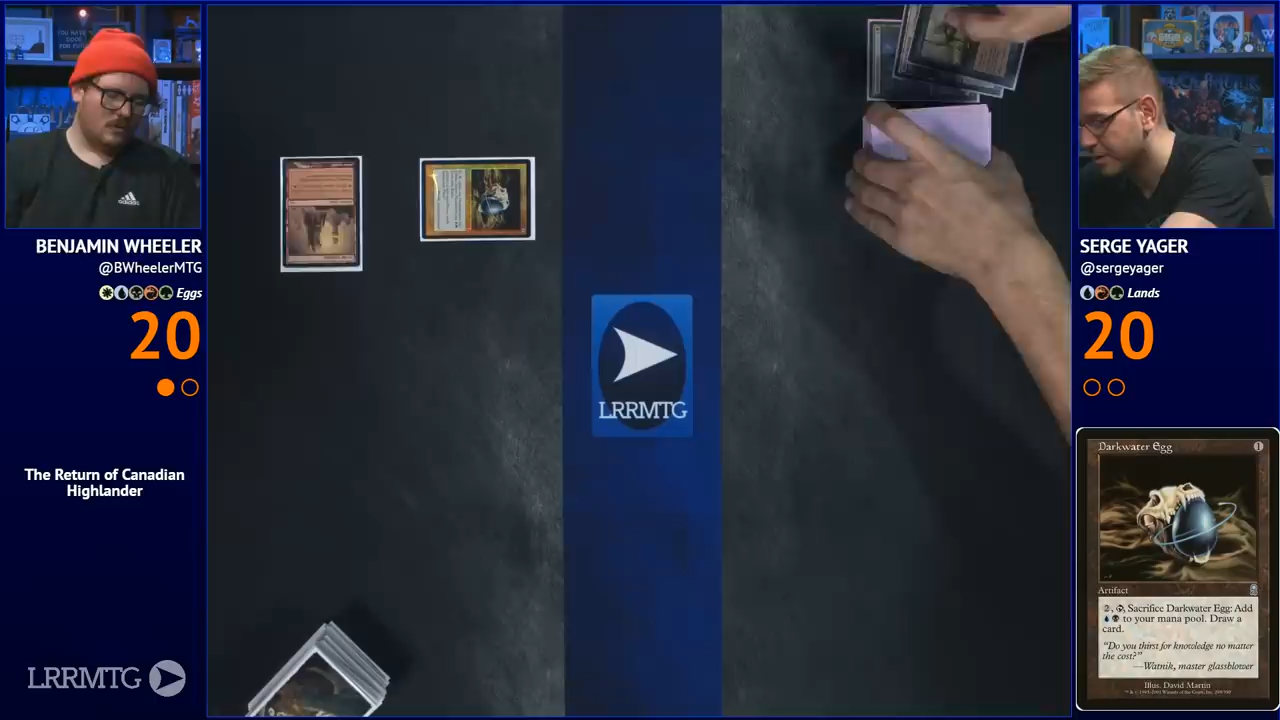 BENJAMIN WHEELER
@BWheelerMTG
Eggs
20
The Return of Canadian
Highlander
LRRMTG
adidas
LRRMTG
SERGE YAGER
@sergeyager
Lands
20
Darkwater Egg
1
Artifact
2, , Sacrifice Darkwater Egg: Add
to your mana pool. Draw a
card.
"Do you thirst for knowledge no matter
the cost?"
—Watnik, master glassblower
Illus. David Martin